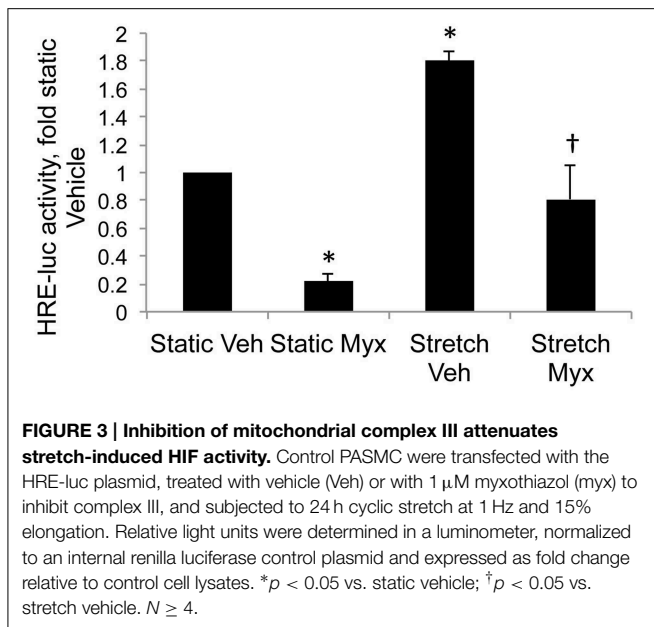 2
1.8
1.6
1.4
1.2
1
0.8
0.6
0.4
0.2
0
HRE-luc activity, fold static
Vehicle
*
*
†
Static Veh Static Myx Stretch Stretch
Veh Myx
FIGURE 3 | Inhibition of mitochondrial complex III attenuates
stretch-induced HIF activity. Control PASMC were transfected with the
HRE-luc plasmid, treated with vehicle (Veh) or with 1 μM myxothiazol (myx) to
inhibit complex III, and subjected to 24 h cyclic stretch at 1 Hz and 15%
elongation. Relative light units were determined in a luminometer, normalized
to an internal renilla luciferase control plasmid and expressed as fold change
relative to control cell lysates. *p < 0.05 vs. static vehicle; †p < 0.05 vs.
stretch vehicle. N ≥ 4.